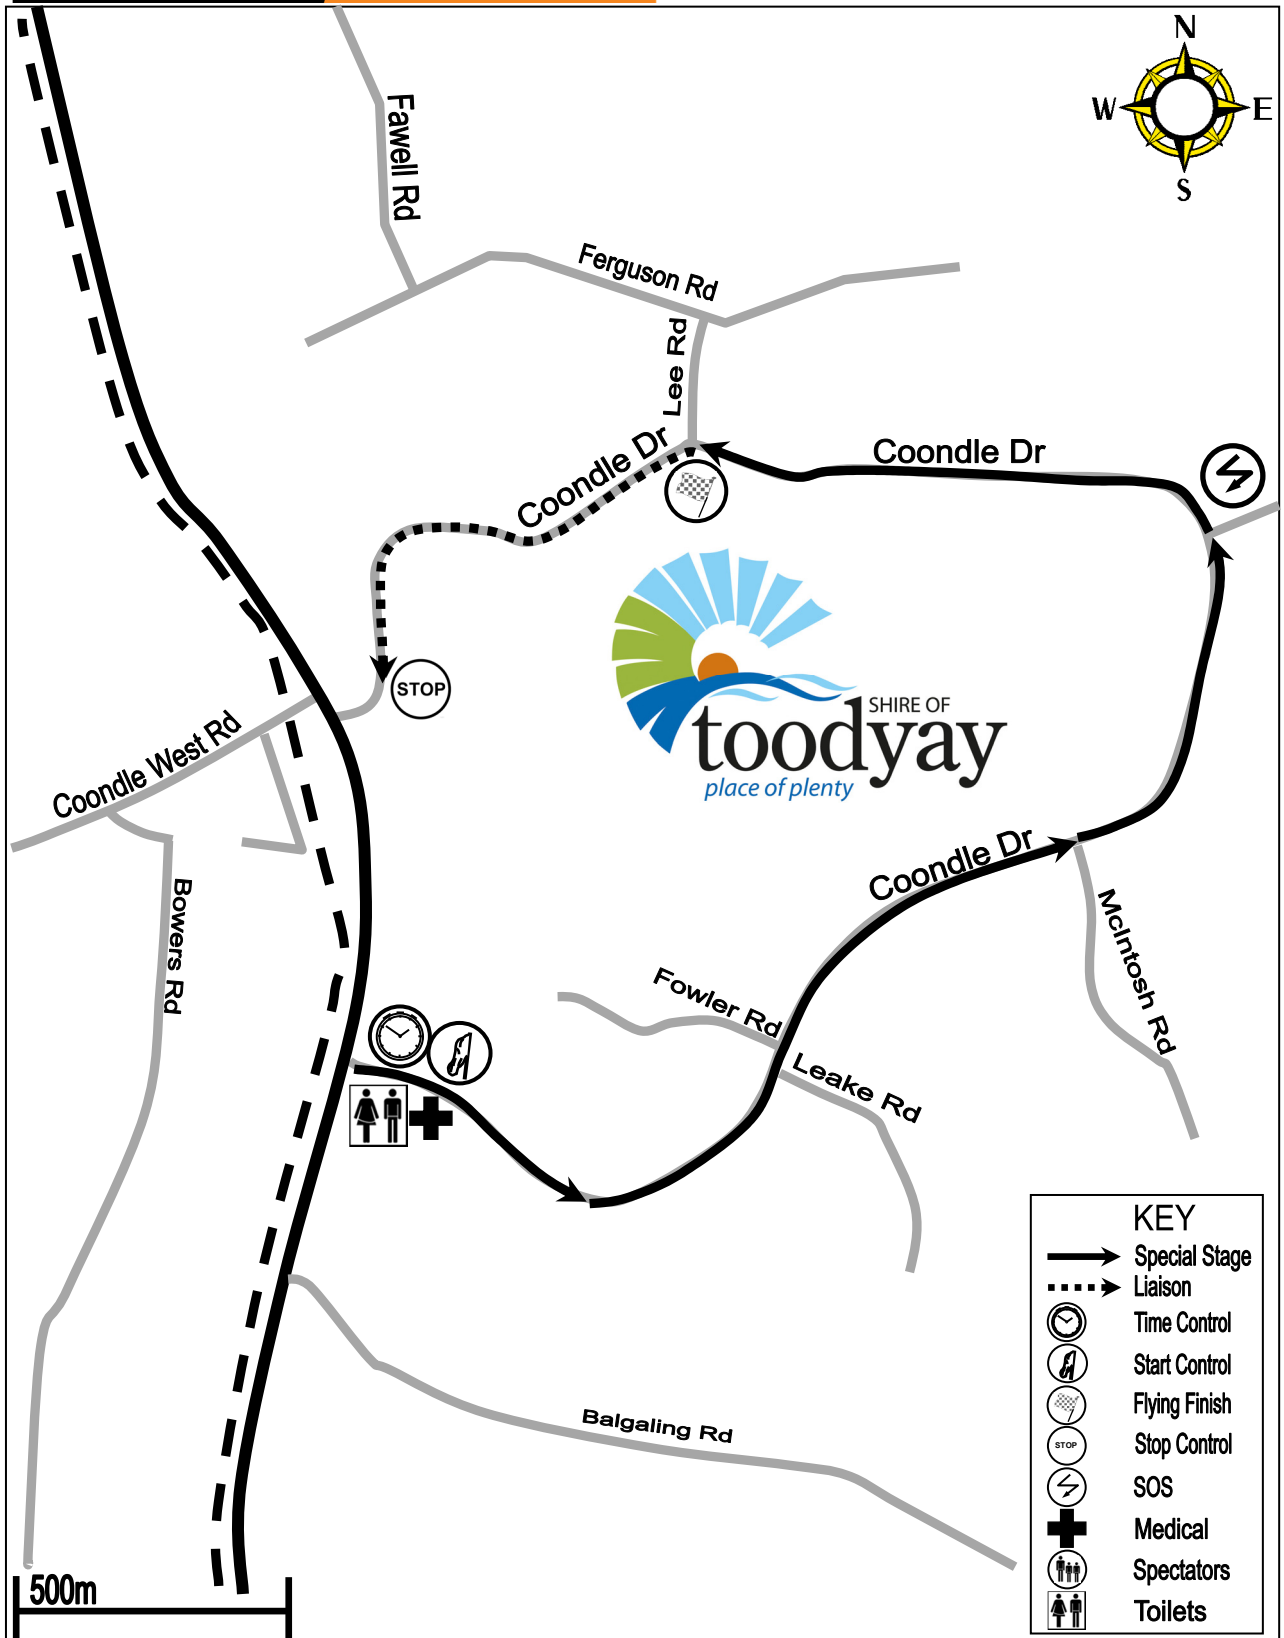 N
W
E
S
Fawell Rd
Ferguson Rd
Lee Rd
Coondle Dr
Coondle Dr
STOP
SHIRE OF
toodyay
place of plenty
Coondle West Rd
Coondle Dr
Bowers Rd
McIntosh Rd
Fowler Rd
Leake Rd
Balgaling Rd
KEY
Special Stage
Liaison
Time Control
Start Control
Flying Finish
STOP
Stop Control
SOS
Medical
Spectators
Toilets
500m